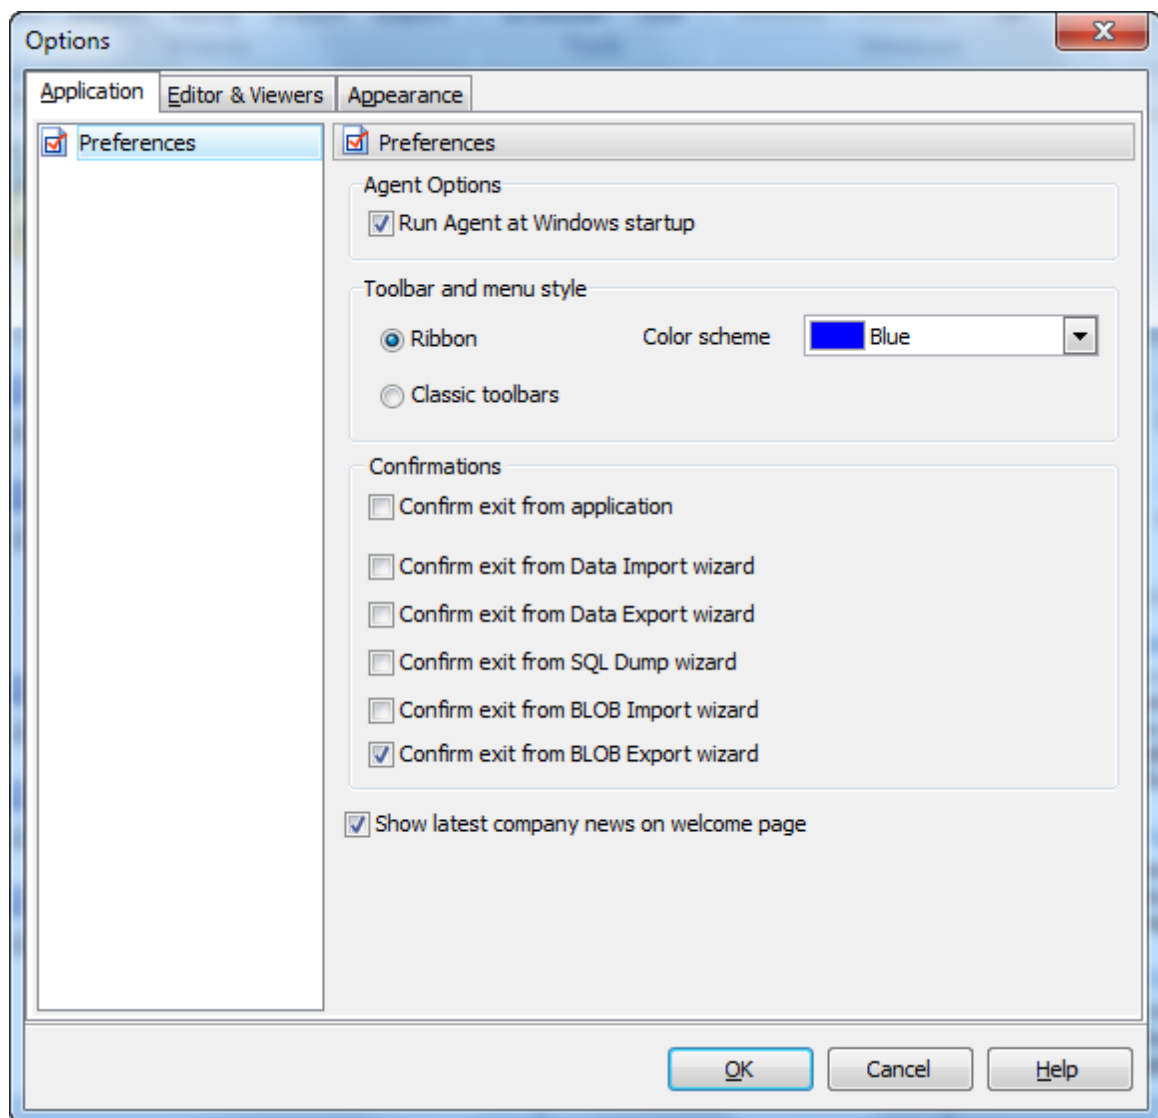 Options
Application Editor & Viewers Appearance
Preferences
Preferences
Agent Options
Run Agent at Windows startup
Toolbar and menu style
Ribbon Color scheme Blue
Classic toolbars
Confirmations
Confirm exit from application
Confirm exit from Data Import wizard
Confirm exit from Data Export wizard
Confirm exit from SQL Dump wizard
Confirm exit from BLOB Import wizard
Confirm exit from BLOB Export wizard
Show latest company news on welcome page
OK Cancel Help